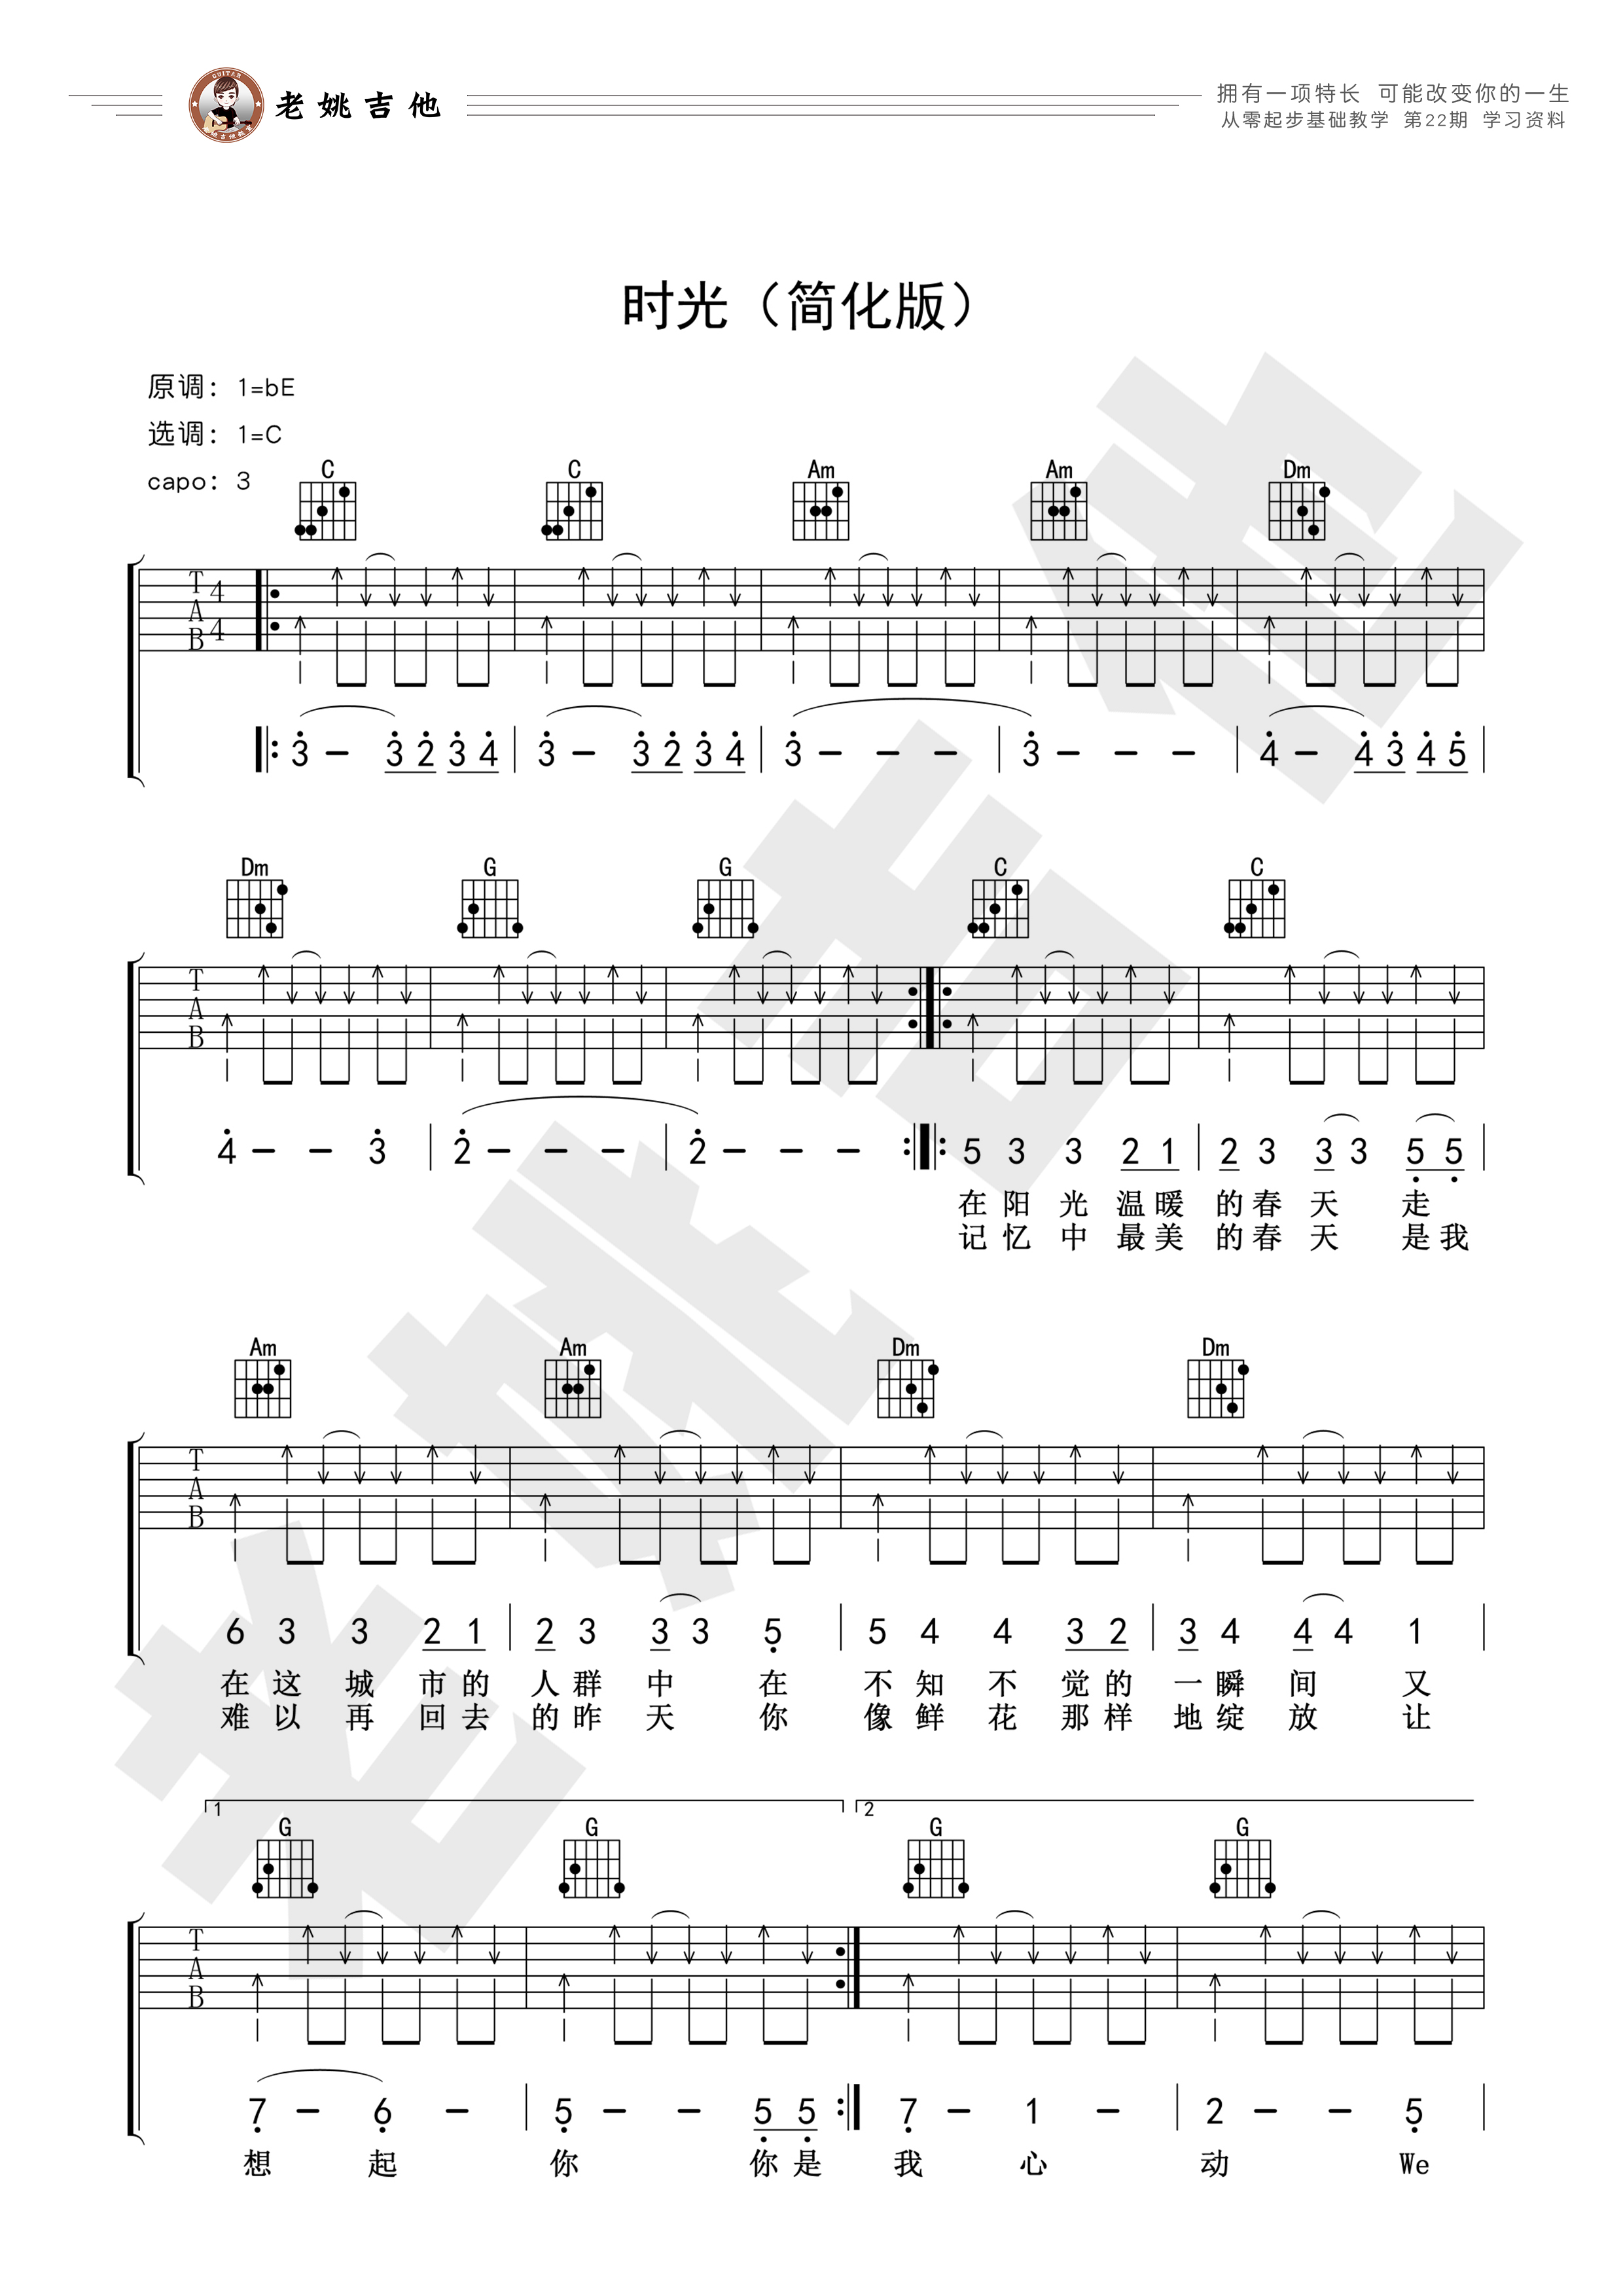 老姚吉他
拥有一项特长 可能改变你的一生
从零起步基础教学 第22期 学习资料
时光（简化版）
原调：1=bE
选调：1=C
capo：3
C C Am Am Dm
T A B 4 4
3 - 3 2 3 4 | 3 - 3 2 3 4 | 3 - - - | 3 - - - | 4 - 4 3 4 5 |
Dm G G C C
T A B
4 - - 3 | 2 - - - | 2 - - - :||: 5 3 3 2 1 | 2 3 3 3 5 5 |
在阳光温暖的春天 走
记忆中最美的春天 是我
Am Am Dm Dm
T A B
6 3 3 2 1 | 2 3 3 3 5 | 5 4 4 3 2 | 3 4 4 4 1 |
在这城市的人群中 在不知不觉的一瞬间 又
难以再回去的昨天 你像鲜花那样地绽放 让
1 2
G G G G
T A B
7 - 6 - | 5 - - 5 5 :| 7 - 1 - | 2 - - 5 |
想 起 你 你是 我 心 动 We
老姚吉他